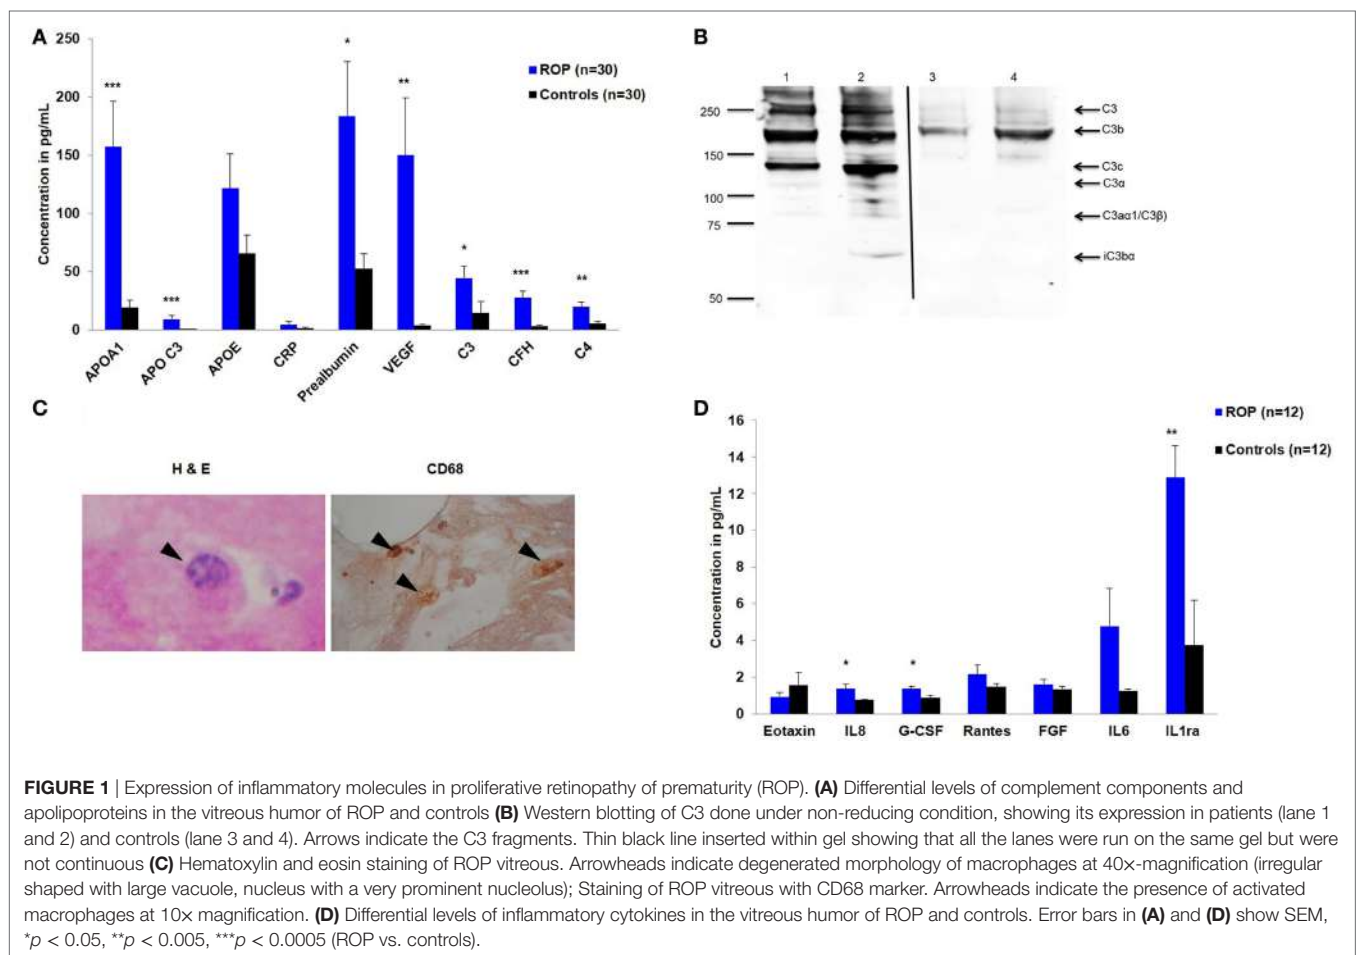 A
250
200
150
100
50
0
Concentration in pg/mL
***
***
*
**
*
***
**
ROP (n=30)
Controls (n=30)
APOA1
APO C3
APOE
CRP
Prealbumin
VEGF
C3
CFH
C4
B
1 2 3 4
250
150
100
75
50
C3
C3b
C3c
C3α
C3aα1/C3β)
iC3bα
C
H & E
CD68
D
16
14
12
10
8
6
4
2
0
Concentration in pg/mL
*
*
**
ROP (n=12)
Controls (n=12)
Eotaxin IL8 G-CSF Rantes FGF IL6 IL1ra
FIGURE 1 | Expression of inflammatory molecules in proliferative retinopathy of prematurity (ROP). (A) Differential levels of complement components and
apolipoproteins in the vitreous humor of ROP and controls (B) Western blotting of C3 done under non-reducing condition, showing its expression in patients (lane 1
and 2) and controls (lane 3 and 4). Arrows indicate the C3 fragments. Thin black line inserted within gel showing that all the lanes were run on the same gel but were
not continuous (C) Hematoxylin and eosin staining of ROP vitreous. Arrowheads indicate degenerated morphology of macrophages at 40×-magnification (irregular
shaped with large vacuole, nucleus with a very prominent nucleolus); Staining of ROP vitreous with CD68 marker. Arrowheads indicate the presence of activated
macrophages at 10× magnification. (D) Differential levels of inflammatory cytokines in the vitreous humor of ROP and controls. Error bars in (A) and (D) show SEM,
*p < 0.05, **p < 0.005, ***p < 0.0005 (ROP vs. controls).